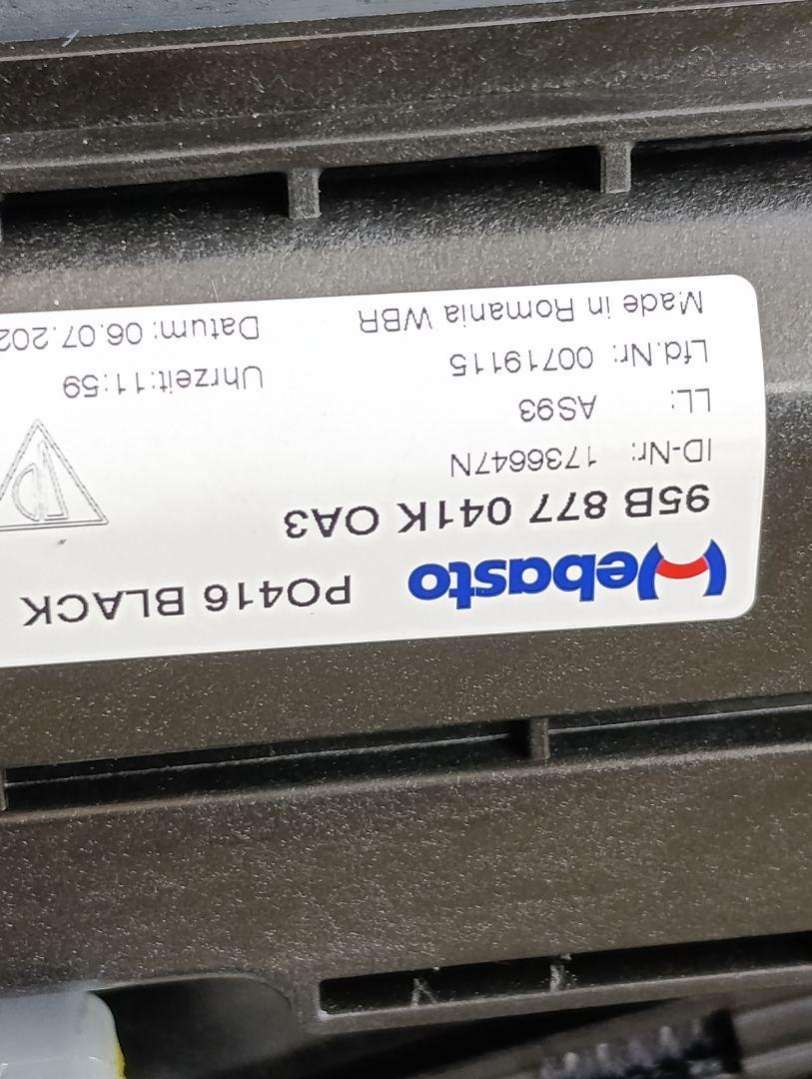 Webasto PO416 BLACK
95B 877 041K OA3
ID-Nr: 1736647N
LL: AS93
Lfd.Nr: 00719115 Uhrzeit:11:59
Made in Romania WBR Datum: 06.07.202